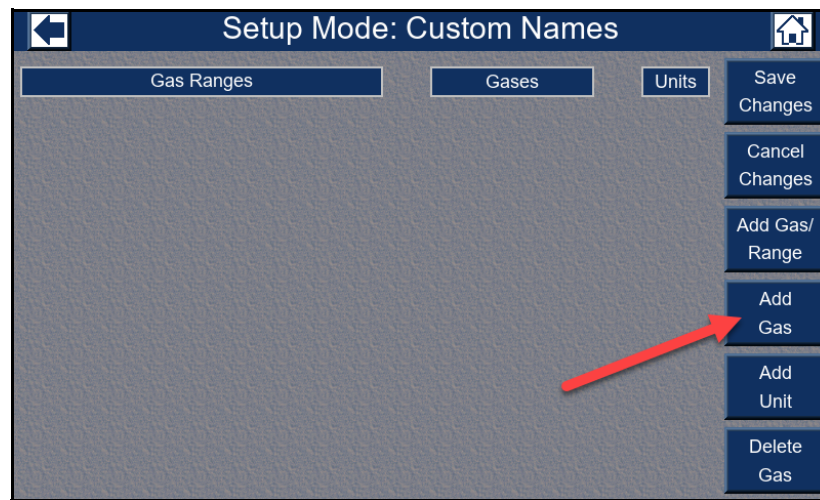 Setup Mode: Custom Names
Gas Ranges
Gases
Units
Save
Changes
Cancel
Changes
Add Gas/
Range
Add
Gas
Add
Unit
Delete
Gas